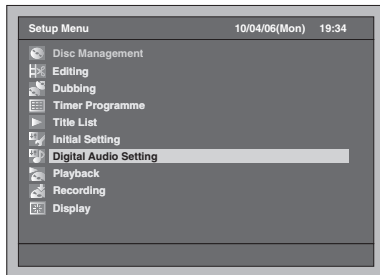 Setup Menu 10/04/06(Mon) 19:34
Disc Management
Editing
Dubbing
Timer Programme
Title List
Initial Setting
Digital Audio Setting
Playback
Recording
Display